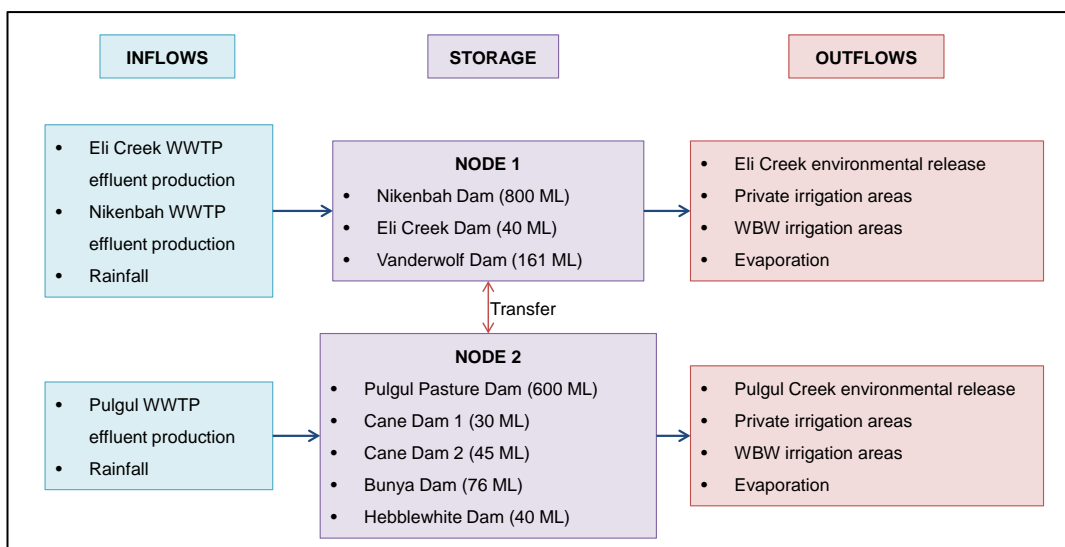 INFLOWS
STORAGE
OUTFLOWS
• Eli Creek WWTP
effluent production
• Nikenbah WWTP
effluent production
• Rainfall
NODE 1
• Nikenbah Dam (800 ML)
• Eli Creek Dam (40 ML)
• Vanderwolf Dam (161 ML)
• Eli Creek environmental release
• Private irrigation areas
• WBW irrigation areas
• Evaporation
Transfer
• Pulgul WWTP
effluent production
• Rainfall
NODE 2
• Pulgul Pasture Dam (600 ML)
• Cane Dam 1 (30 ML)
• Cane Dam 2 (45 ML)
• Bunya Dam (76 ML)
• Hebblewhite Dam (40 ML)
• Pulgul Creek environmental release
• Private irrigation areas
• WBW irrigation areas
• Evaporation